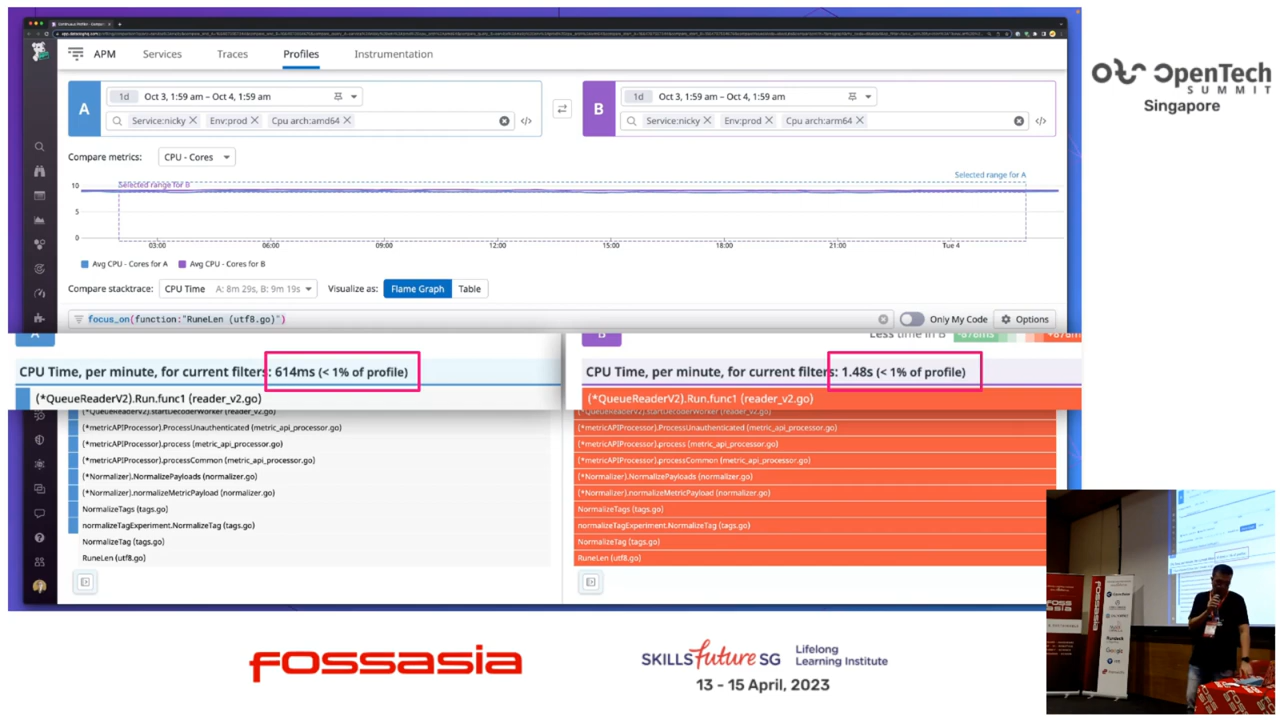 APM
Services
Traces
Profiles
Instrumentation
A
1d Oct 3, 1:59 am – Oct 4, 1:59 am
Service:nicky Env:prod Cpu arch:amd64
B
1d Oct 3, 1:59 am – Oct 4, 1:59 am
Service:nicky Env:prod Cpu arch:arm64
Compare metrics: CPU - Cores
Selected range for A
10
Selected range for B
5
0
03:00 06:00 09:00 12:00 15:00 18:00 21:00 Tue 4
Avg CPU - Cores for A Avg CPU - Cores for B
Compare stacktrace: CPU Time A: 8m 29s, B: 9m 19s Visualize as: Flame Graph Table
focus_on(function:"RuneLen (utf8.go)")
Only My Code Options
CPU Time, per minute, for current filters: 614ms (< 1% of profile)
(*QueueReaderV2).Run.func1 (reader_v2.go)
(*QueueReaderV2).startDecoderWorker (reader_v2.go)
(*metricAPIProcessor).ProcessUnauthenticated (metric_api_processor.go)
(*metricAPIProcessor).process (metric_api_processor.go)
(*metricAPIProcessor).processCommon (metric_api_processor.go)
(*Normalizer).NormalizePayloads (normalizer.go)
(*Normalizer).normalizeMetricPayload (normalizer.go)
NormalizeTags (tags.go)
normalizeTagExperiment.NormalizeTag (tags.go)
NormalizeTag (tags.go)
RuneLen (utf8.go)
B
Less time in B
CPU Time, per minute, for current filters: 1.48s (< 1% of profile)
(*QueueReaderV2).Run.func1 (reader_v2.go)
(*QueueReaderV2).startDecoderWorker (reader_v2.go)
(*metricAPIProcessor).ProcessUnauthenticated (metric_api_processor.go)
(*metricAPIProcessor).process (metric_api_processor.go)
(*metricAPIProcessor).processCommon (metric_api_processor.go)
(*Normalizer).NormalizePayloads (normalizer.go)
(*Normalizer).normalizeMetricPayload (normalizer.go)
NormalizeTags (tags.go)
normalizeTagExperiment.NormalizeTag (tags.go)
NormalizeTag (tags.go)
RuneLen (utf8.go)
OpenTech
SUMMIT
Singapore
FOSSASIA
Google
FOSSASIA
SKILLSfuture SG
Lifelong
Learning Institute
13 - 15 April, 2023